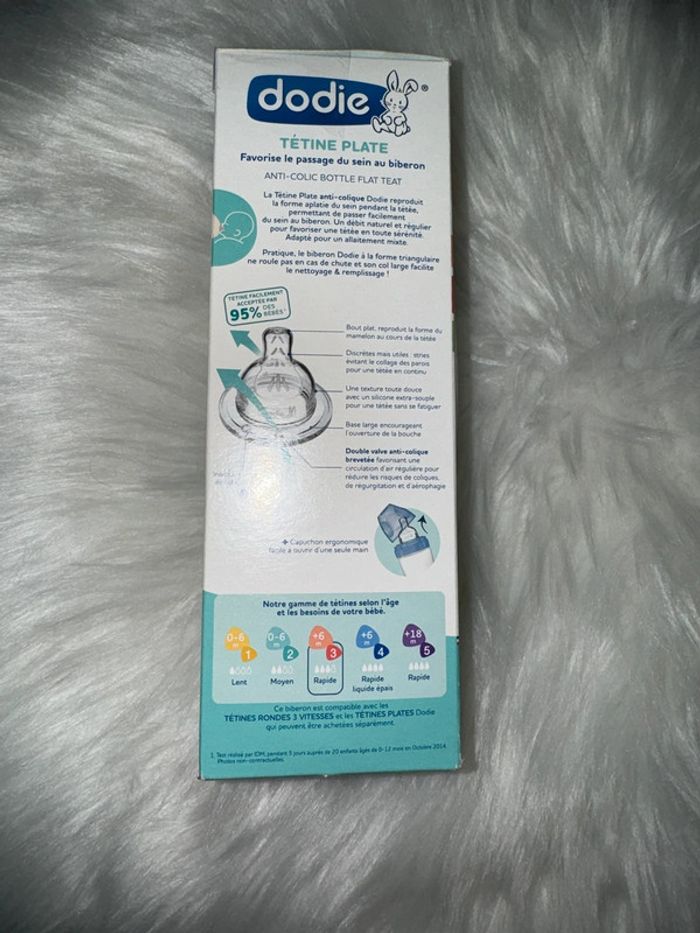 dodie®
TÉTINE PLATE
Favorise le passage du sein au biberon
ANTI-COLIC BOTTLE FLAT TEAT
La Tétine Plate anti-colique Dodie reproduit
la forme aplatie du sein pendant la tétée,
permettant de passer facilement
du sein au biberon. Un débit naturel et régulier
pour favoriser une tétée en toute sérénité.
Adapté pour un allaitement mixte.
Pratique, le biberon Dodie à la forme triangulaire
ne roule pas en cas de chute et son col large facilite
le nettoyage & remplissage !
TÉTINE FACILEMENT
ACCEPTÉE PAR
95% DES
BÉBÉS¹
Bout plat, reproduit la forme du
mamelon au cours de la tétée
Discrètes mais utiles : stries
évitant le collage des parois
pour une tétée en continu
Une texture toute douce
avec un silicone extra-souple
pour une tétée sans se fatiguer
Base large encourageant
l'ouverture de la bouche
Double valve anti-colique
brevetée favorisant une
circulation d'air régulière pour
réduire les risques de coliques,
de régurgitation et d'aérophagie
+ Capuchon ergonomique
facile à ouvrir d'une seule main
Notre gamme de tétines selon l'âge
et les besoins de votre bébé.
0-6 m 1
0-6 m 2
+6 m 3
+6 m 4
+18 m 5
Lent
Moyen
Rapide
Rapide
liquide épais
Rapide
Ce biberon est compatible avec les
TÉTINES RONDES 3 VITESSES et les TÉTINES PLATES Dodie
qui peuvent être achetées séparément.
1. Test réalisé par IDM, pendant 5 jours auprès de 20 enfants âgés de 0-12 mois en Octobre 2014.
Photos non-contractuelles.